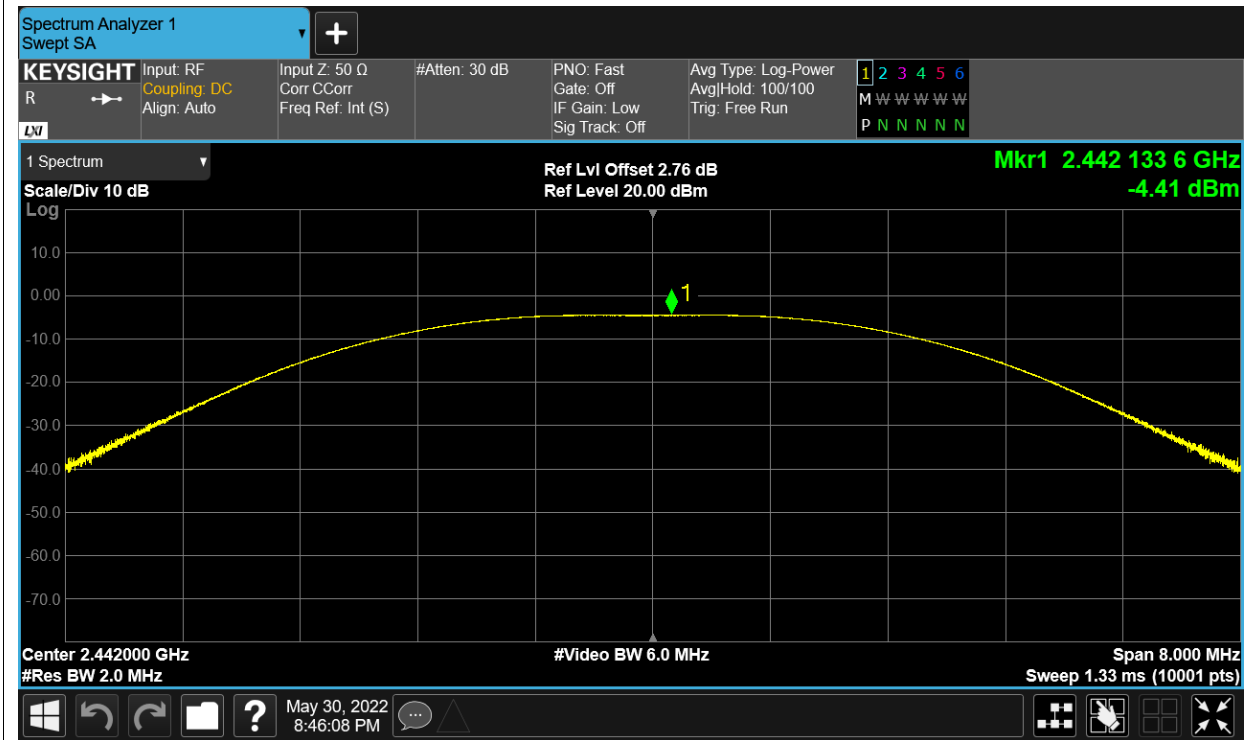 Spectrum Analyzer 1
Swept SA
KEYSIGHT
R
LXI
Input: RF
Coupling: DC
Align: Auto
Input Z: 50 Ω
Corr CCorr
Freq Ref: Int (S)
#Atten: 30 dB
PNO: Fast
Gate: Off
IF Gain: Low
Sig Track: Off
Avg Type: Log-Power
Avg|Hold: 100/100
Trig: Free Run
1 2 3 4 5 6
M W W W W W
P N N N N N
1 Spectrum
Scale/Div 10 dB
Log
Ref Lvl Offset 2.76 dB
Ref Level 20.00 dBm
Mkr1 2.442 133 6 GHz
-4.41 dBm
10.0
0.00
-10.0
-20.0
-30.0
-40.0
-50.0
-60.0
-70.0
1
Center 2.442000 GHz
#Res BW 2.0 MHz
#Video BW 6.0 MHz
Span 8.000 MHz
Sweep 1.33 ms (10001 pts)
?
May 30, 2022
8:46:08 PM